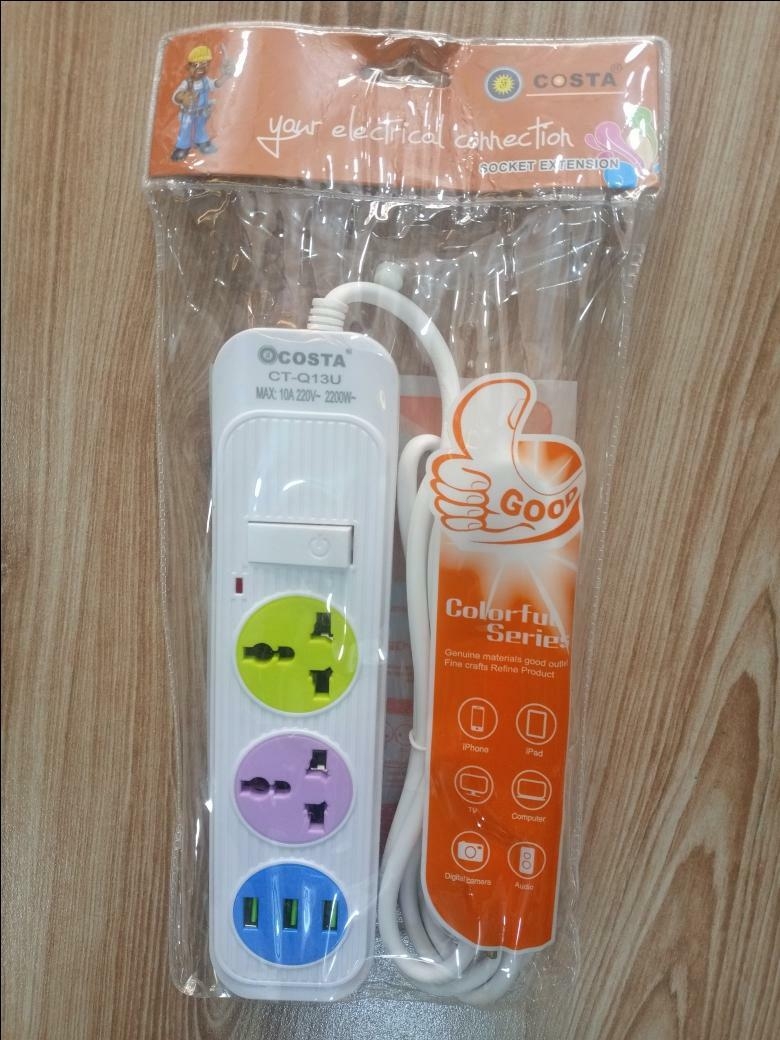 COSTA®
your electrical connection
SOCKET EXTENSION
COSTA®
CT-Q13U
MAX: 10A 220V~ 2200W~
GOOD
Colorful
Series
Genuine materials good outlet
Fine crafts Refine Product
iPhone
iPad
TV
Computer
Digital camera
Audio